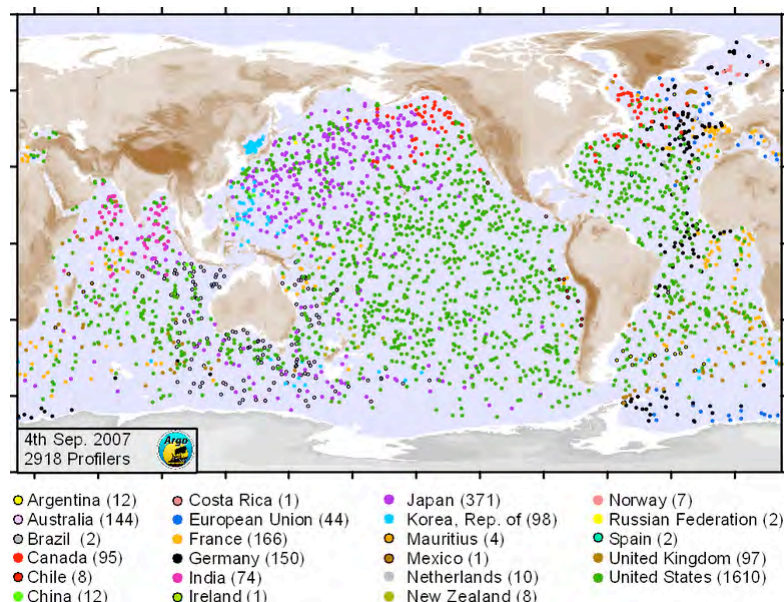 4th Sep. 2007
2918 Profilers
Argo
Argentina (12)
Australia (144)
Brazil (2)
Canada (95)
Chile (8)
China (12)
Costa Rica (1)
European Union (44)
France (166)
Germany (150)
India (74)
Ireland (1)
Japan (371)
Korea, Rep. of (98)
Mauritius (4)
Mexico (1)
Netherlands (10)
New Zealand (8)
Norway (7)
Russian Federation (2)
Spain (2)
United Kingdom (97)
United States (1610)